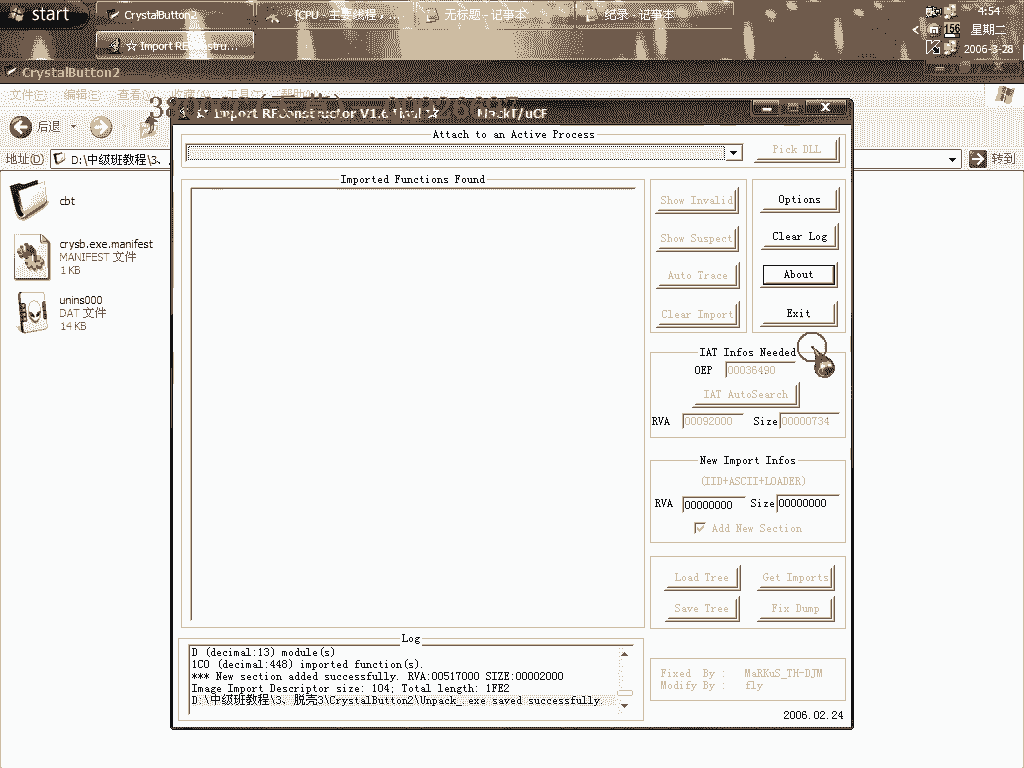 start
CrystalButton2
- [CPU - 主要线程, ...
无标题 - 记事本
纪录 - 记事本
4:54
156
星期二
☆ Import REConstru...
2006-3-28
CrystalButton2
文件(F) 编辑(E) 查看(V) 收藏(A) 工具(T) 帮助(H)
☆ Import REConstructor V1.6 Final ☆ MackT/uCF
后退
地址(D) D:\中级班教程\3、
转到
Attach to an Active Process
Pick DLL
Imported Functions Found
Show Invalid
Options
Show Suspect
Clear Log
Auto Trace
About
Clear Import
Exit
cbt
crysb.exe.manifest
MANIFEST 文件
1 KB
unins000
DAT 文件
14 KB
IAT Infos Needed
OEP 00036490
IAT AutoSearch
RVA 00092000 Size 00000734
New Import Infos
(IID+ASCII+LOADER)
RVA 00000000 Size 00000000
Add New Section
Load Tree Get Imports
Save Tree Fix Dump
Log
D (decimal:13) module(s)
1C0 (decimal:448) imported function(s).
*** New section added successfully. RVA:00517000 SIZE:00002000
Image Import Descriptor size: 104; Total length: 1FE2
D:\中级班教程\3、脱壳3\CrystalButton2\Unpack_.exe saved successfully.
Fixed By : MaRKuS_TH-DJM
Modify By : fly
2006.02.24